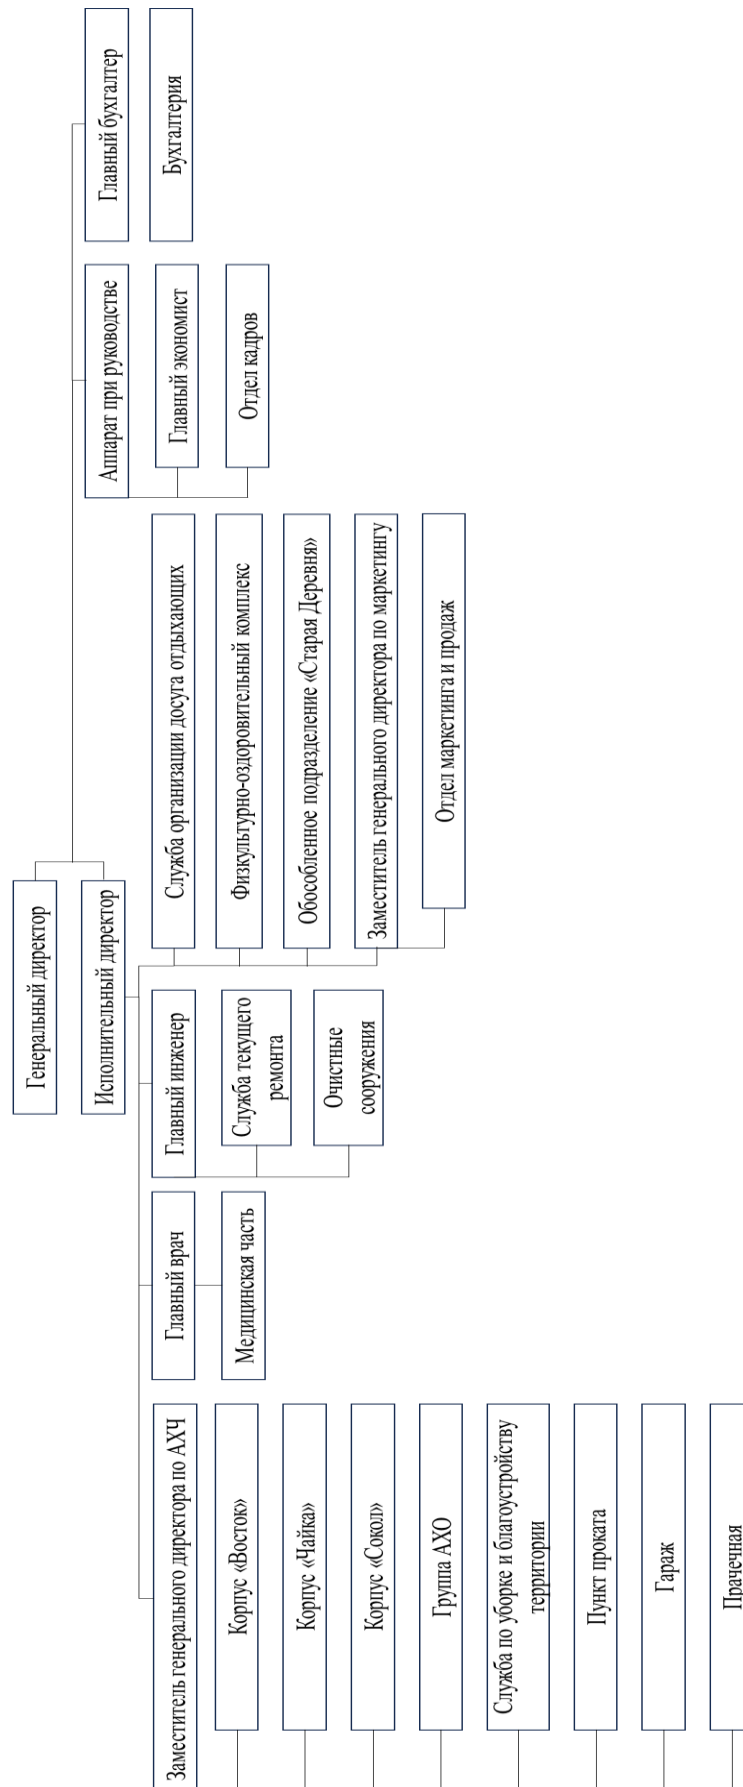 Генеральный директор
Исполнительный директор
Заместитель генерального директора по АХЧ
Корпус «Восток»
Корпус «Чайка»
Корпус «Сокол»
Группа АХО
Служба по уборке и благоустройству
территории
Пункт проката
Гараж
Прачечная
Главный врач
Медицинская часть
Главный инженер
Служба текущего
ремонта
Очистные
сооружения
Служба организации досуга отдыхающих
Физкультурно-оздоровительный комплекс
Обособленное подразделение «Старая Деревня»
Заместитель генерального директора по маркетингу
Отдел маркетинга и продаж
Аппарат при руководстве
Главный экономист
Отдел кадров
Главный бухгалтер
Бухгалтерия